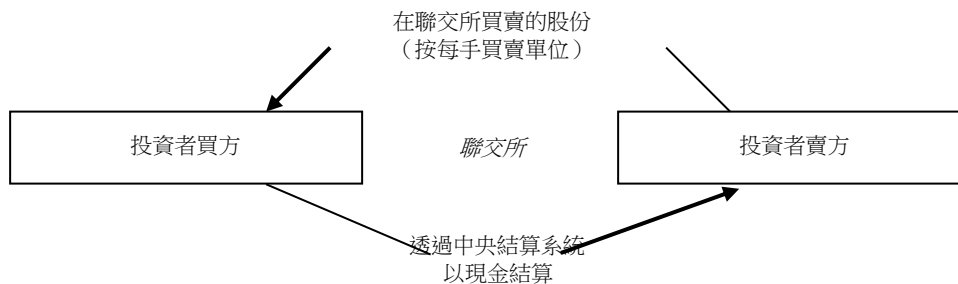 在聯交所買賣的股份
（按每手買賣單位）
投資者買方
聯交所
投資者賣方
透過中央結算系統
以現金結算